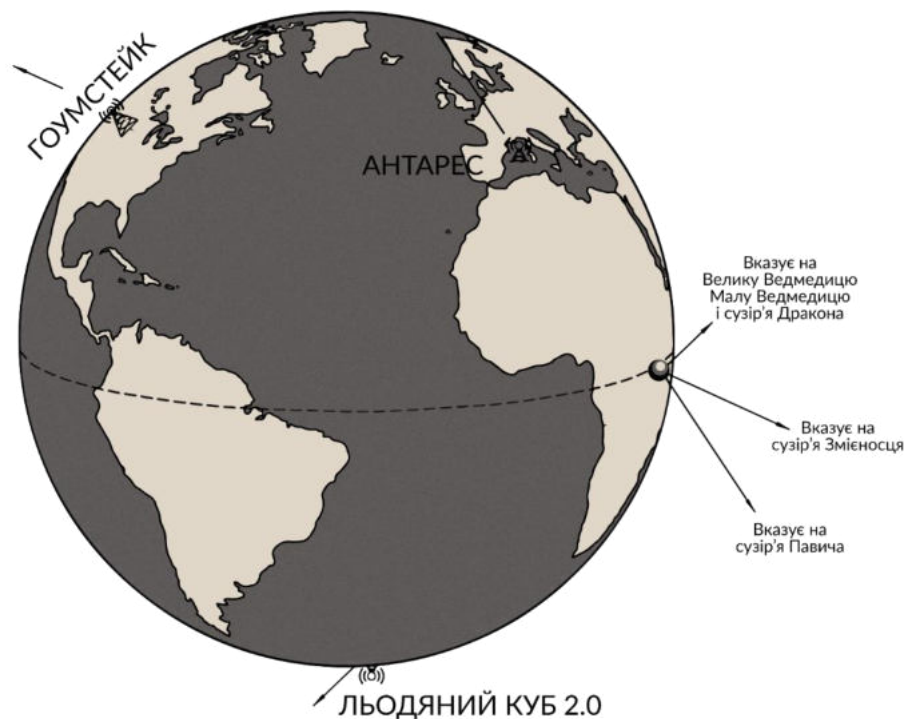 ГОУМСТЕЙК
АНТАРЕС
Вказує на
Велику Ведмедицю
Малу Ведмедицю
і сузір'я Дракона
Вказує на
сузір'я Змієносця
Вказує на
сузір'я Павича
ЛЬОДЯНИЙ КУБ 2.0